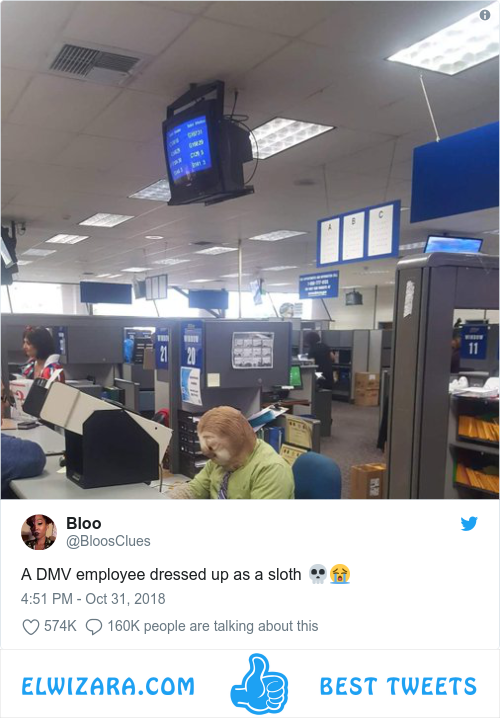 A
B
C
21
20
WINDOW
11
Bloo
@BloosClues
A DMV employee dressed up as a sloth 💀😭
4:51 PM - Oct 31, 2018
574K 160K people are talking about this
ELWIZARA.COM BEST TWEETS